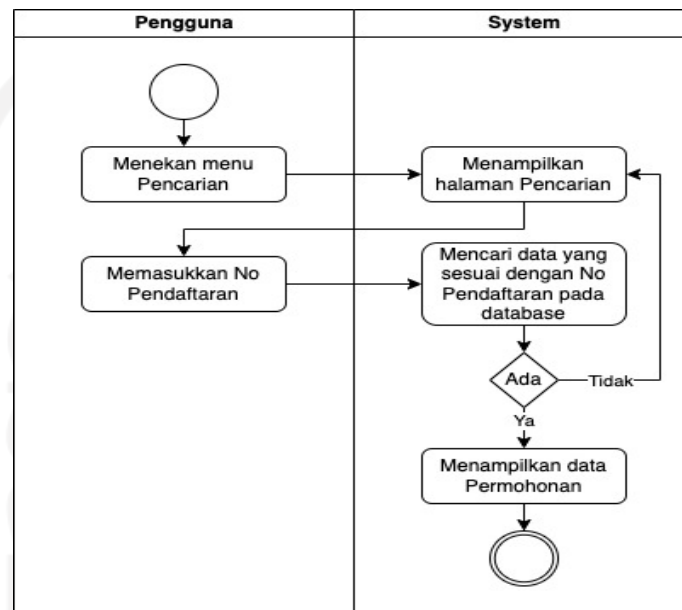 Pengguna
System
Menekan menu
Pencarian
Menampilkan
halaman Pencarian
Memasukkan No
Pendaftaran
Mencari data yang
sesuai dengan No
Pendaftaran pada
database
Ada
Tidak
Ya
Menampilkan data
Permohonan